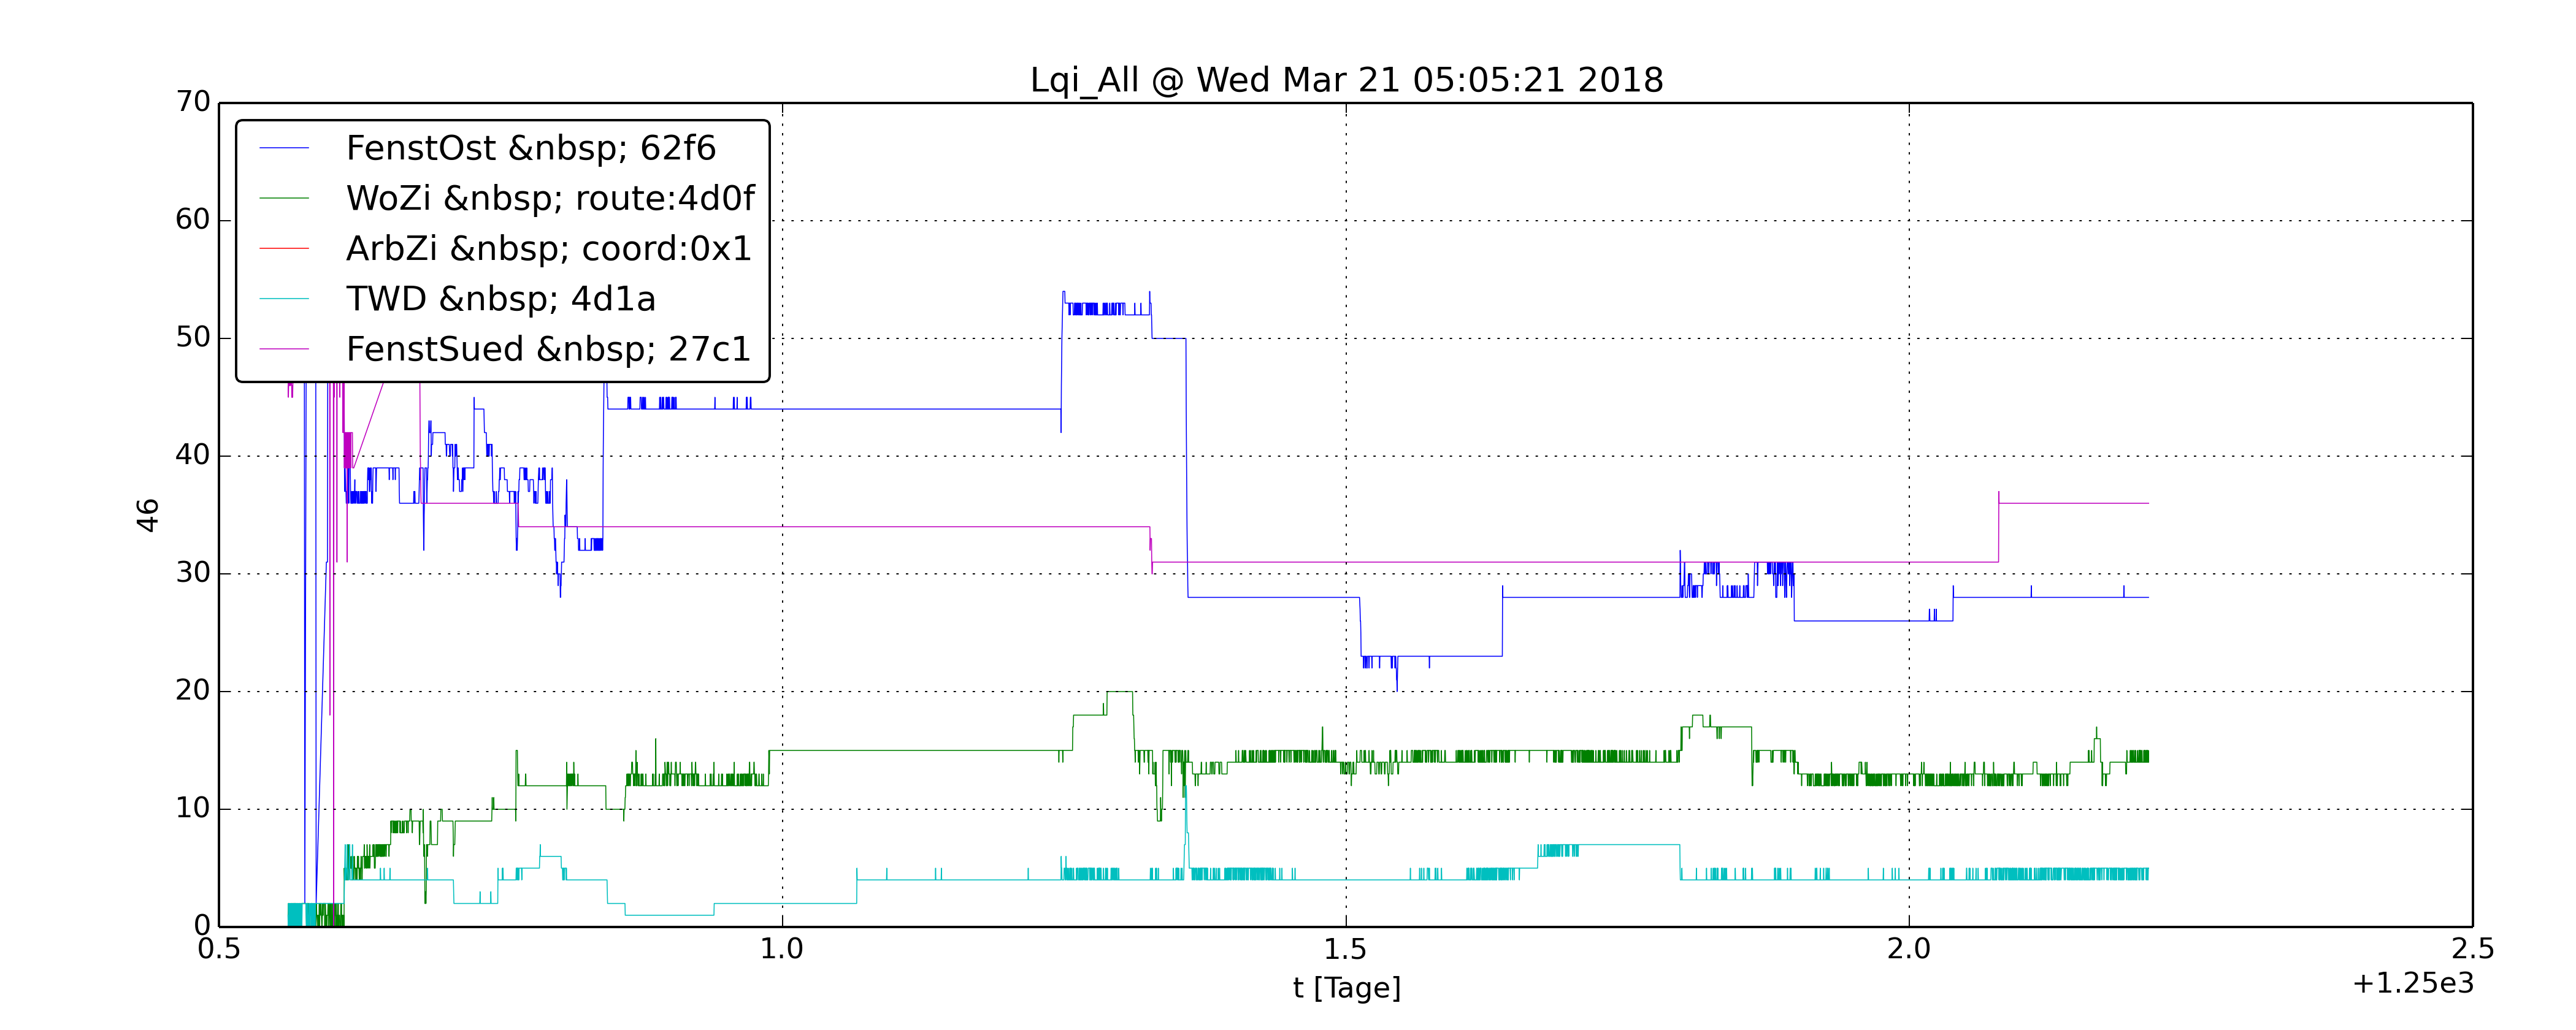 Lqi_All @ Wed Mar 21 05:05:21 2018
70
60
50
40
30
20
10
0
46
FenstOst &nbsp; 62f6
WoZi &nbsp; route:4d0f
ArbZi &nbsp; coord:0x1
TWD &nbsp; 4d1a
FenstSued &nbsp; 27c1
0.5 1.0 1.5 2.0 2.5
t [Tage]
+1.25e3